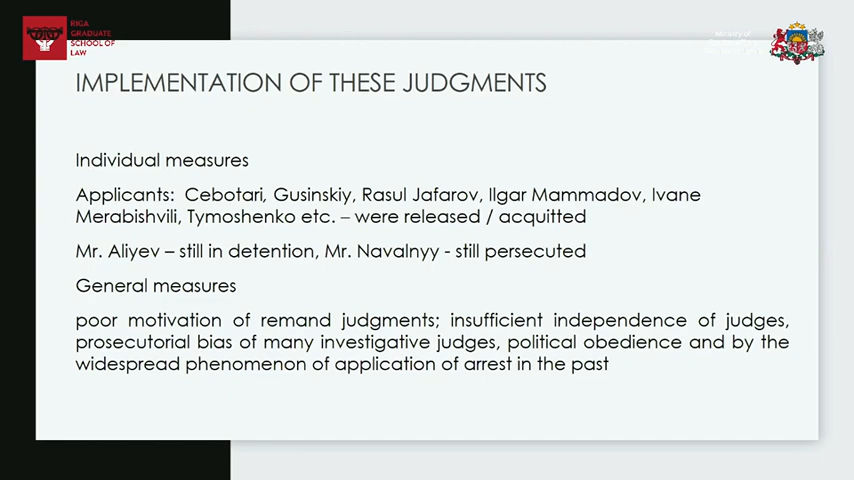 RIGA
GRADUATE
SCHOOL OF
LAW
Ministry of
IMPLEMENTATION OF THESE JUDGMENTS
Individual measures
Applicants: Cebotari, Gusinskiy, Rasul Jafarov, Ilgar Mammadov, Ivane
Merabishvili, Tymoshenko etc. – were released / acquitted
Mr. Aliyev – still in detention, Mr. Navalnyy - still persecuted
General measures
poor motivation of remand judgments; insufficient independence of judges,
prosecutorial bias of many investigative judges, political obedience and by the
widespread phenomenon of application of arrest in the past